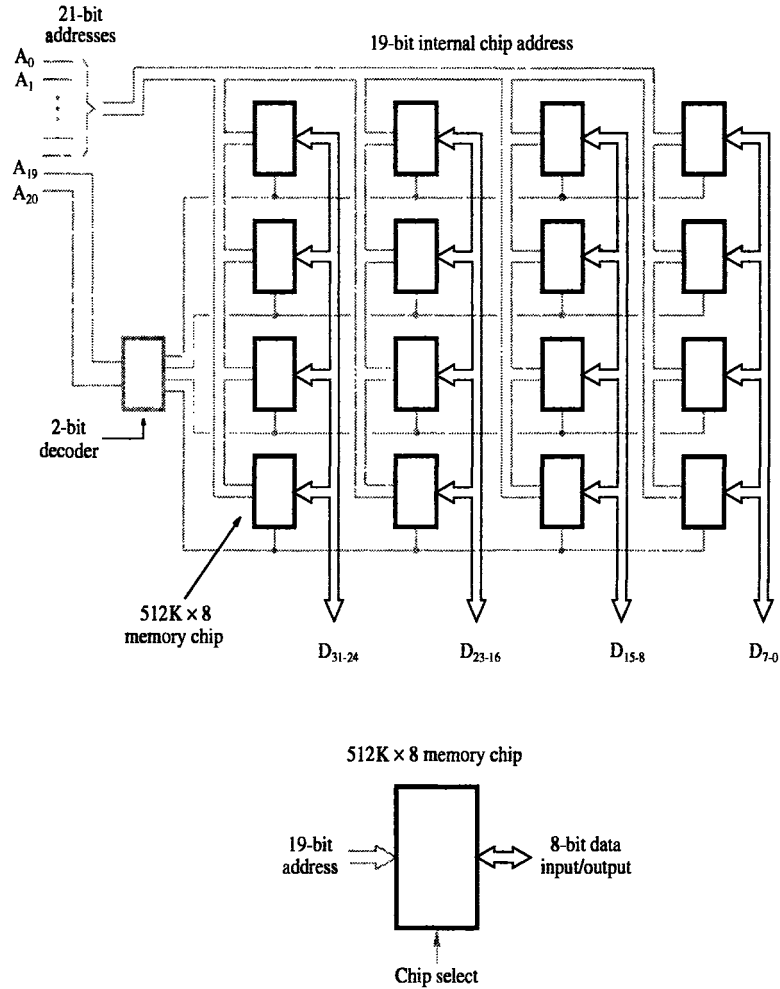 21-bit
addresses
19-bit internal chip address
A₀
A₁
A₁₉
A₂₀
2-bit
decoder
512K × 8
memory chip
D₃₁₋₂₄
D₂₃₋₁₆
D₁₅₋₈
D₇₋₀
512K × 8 memory chip
19-bit
address
8-bit data
input/output
Chip select